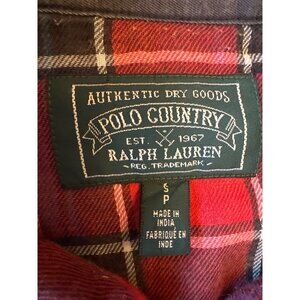 AUTHENTIC DRY GOODS
POLO COUNTRY
EST. 1967
RALPH LAUREN
- REG. TRADEMARK -
S
P
MADE IN
INDIA
FABRIQUÉ EN
INDE